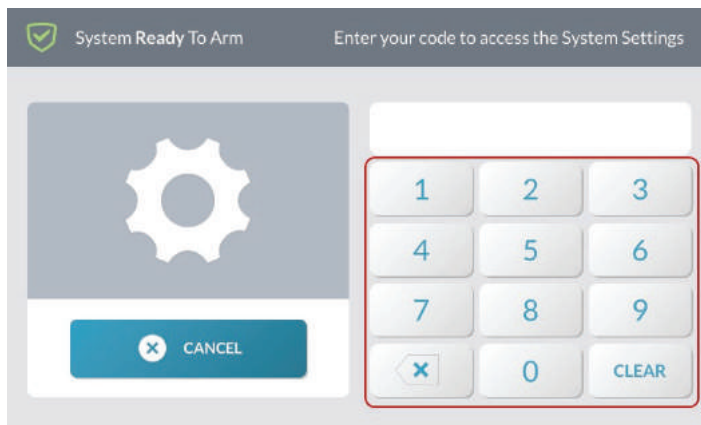 System Ready To Arm
Enter your code to access the System Settings
1 2 3
4 5 6
7 8 9
0 CLEAR
CANCEL